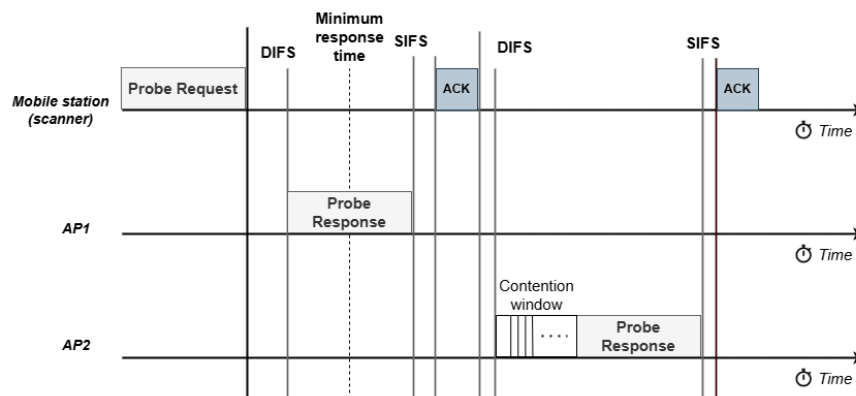 Minimum
response
time
DIFS
SIFS
DIFS
SIFS
Probe Request
ACK
ACK
Mobile station
(scanner)
Time
Probe
Response
AP1
Time
Contention
window
Probe
Response
AP2
Time